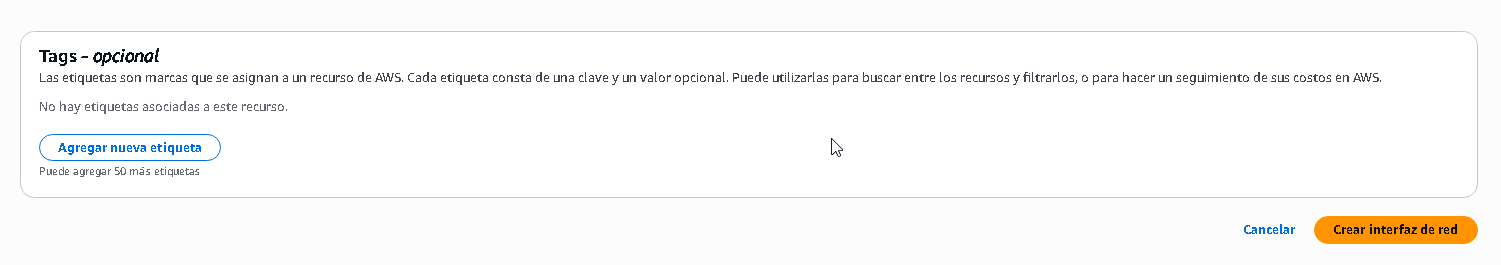 Tags - opcional
Las etiquetas son marcas que se asignan a un recurso de AWS. Cada etiqueta consta de una clave y un valor opcional. Puede utilizarlas para buscar entre los recursos y filtrarlos, o para hacer un seguimiento de sus costos en AWS.
No hay etiquetas asociadas a este recurso.
Agregar nueva etiqueta
Puede agregar 50 más etiquetas
Cancelar
Crear interfaz de red